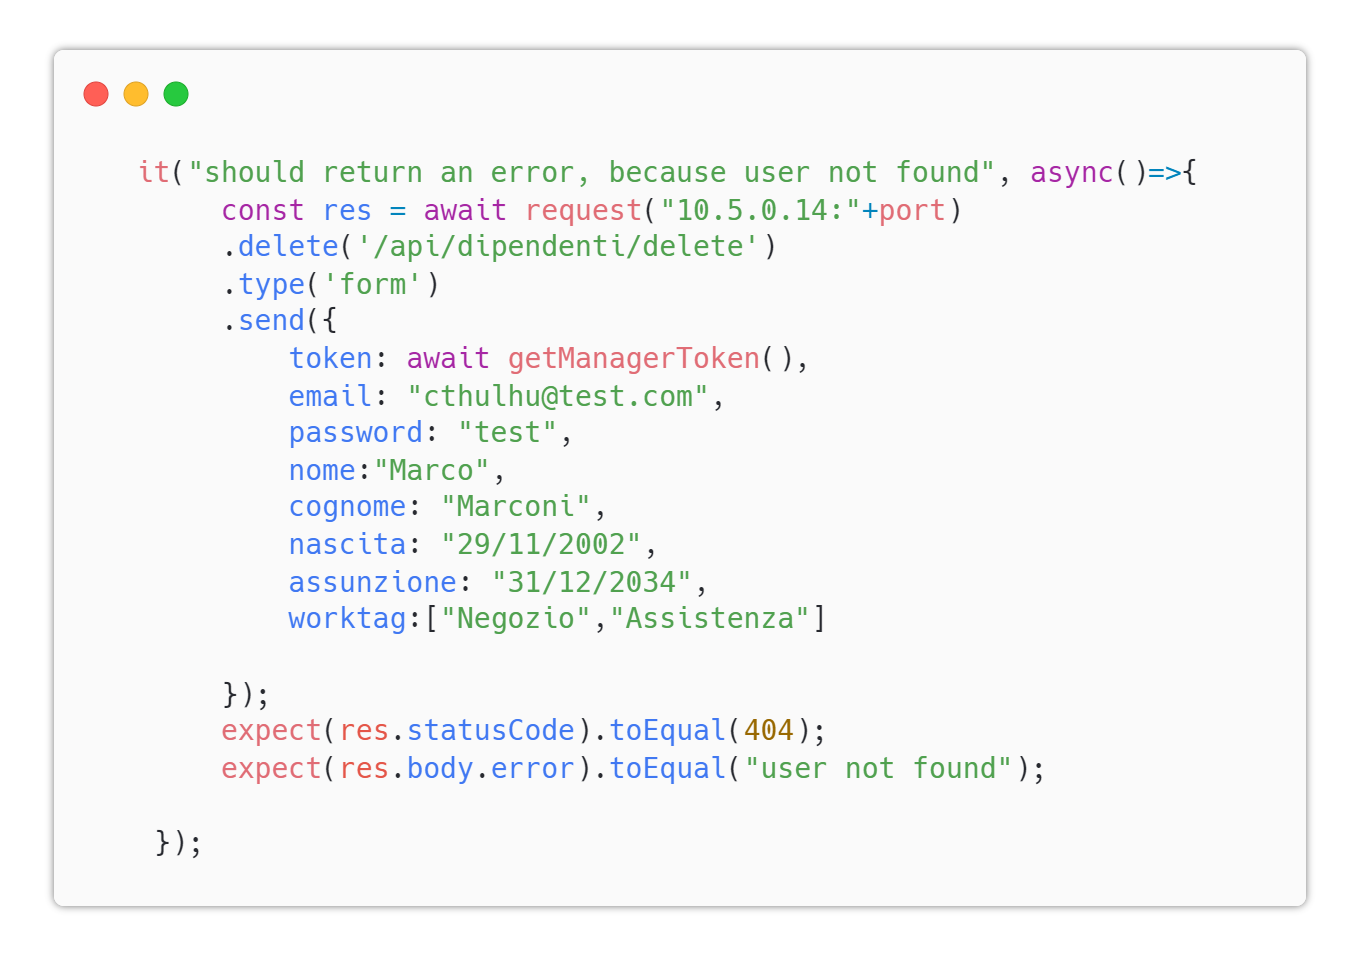 it("should return an error, because user not found", async()=>{
const res = await request("10.5.0.14:"+port)
.delete('/api/dipendenti/delete')
.type('form')
.send({
token: await getManagerToken(),
email: "cthulhu@test.com",
password: "test",
nome:"Marco",
cognome: "Marconi",
nascita: "29/11/2002",
assunzione: "31/12/2034",
worktag:["Negozio","Assistenza"]
});
expect(res.statusCode).toEqual(404);
expect(res.body.error).toEqual("user not found");
});